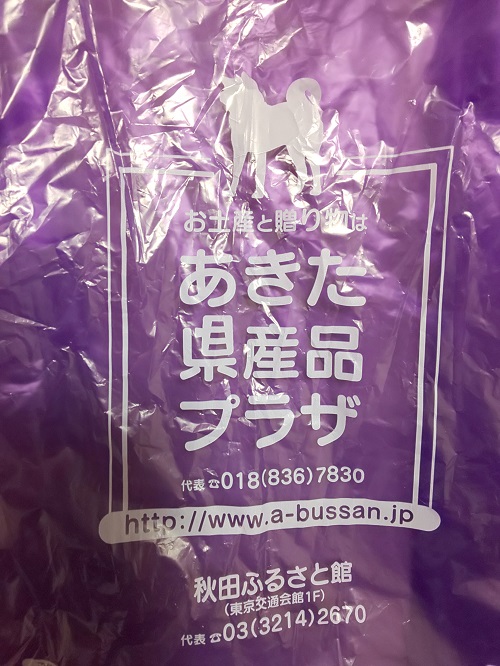 お土産と贈り物は
あきた
県産品
プラザ
代表☎018(836)7830
http://www.a-bussan.jp
秋田ふるさと館
(東京交通会館1F)
代表☎03(3214)2670